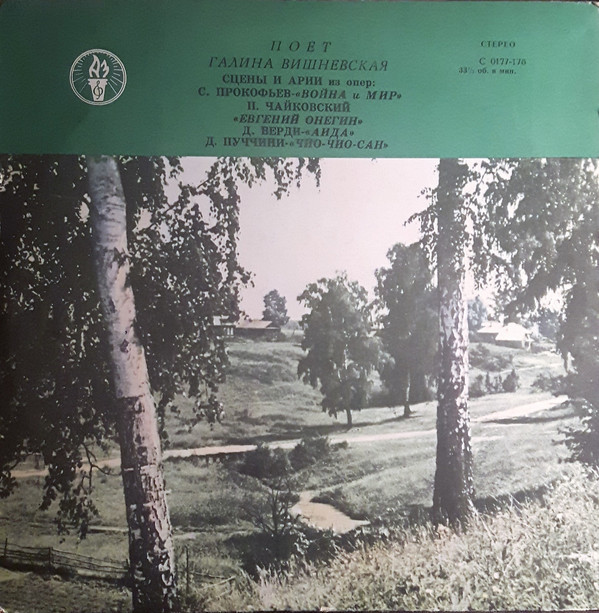 ПОЕТ
ГАЛИНА ВИШНЕВСКАЯ
СЦЕНЫ И АРИИ из опер:
С. ПРОКОФЬЕВ-«ВОЙНА и МИР»
П. ЧАЙКОВСКИЙ
«ЕВГЕНИЙ ОНЕГИН»
Д. ВЕРДИ-«АИДА»
Д. ПУЧЧИНИ-«ЧИО-ЧИО-САН»
СТЕРЕО
С 0177-178
33⅓ об. в мин.